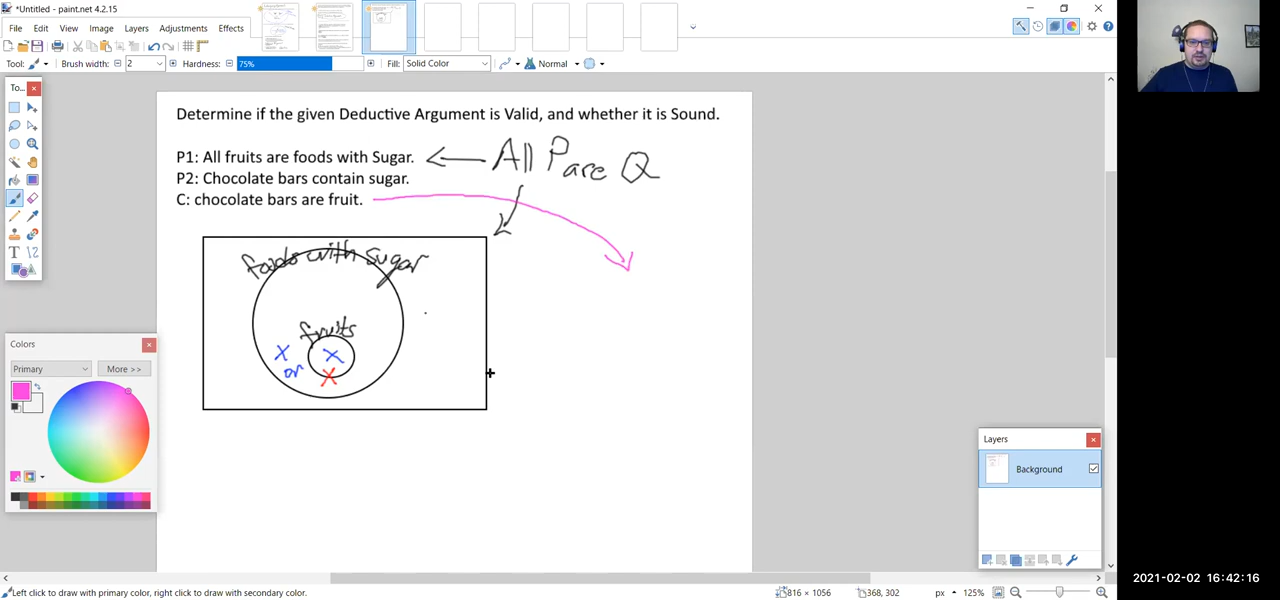 *Untitled - paint.net 4.2.15
File Edit View Image Layers Adjustments Effects
Tool: Brush width: 2 Hardness: 75% Fill: Solid Color Normal
To...
Determine if the given Deductive Argument is Valid, and whether it is Sound.
P1: All fruits are foods with Sugar.
All P are Q
P2: Chocolate bars contain sugar.
C: chocolate bars are fruit.
foods with sugar
fruits
X X
or
X
Colors
Primary More >>
Layers
Background
Left click to draw with primary color, right click to draw with secondary color.
816 × 1056 368, 302 px 125%
2021-02-02 16:42:16